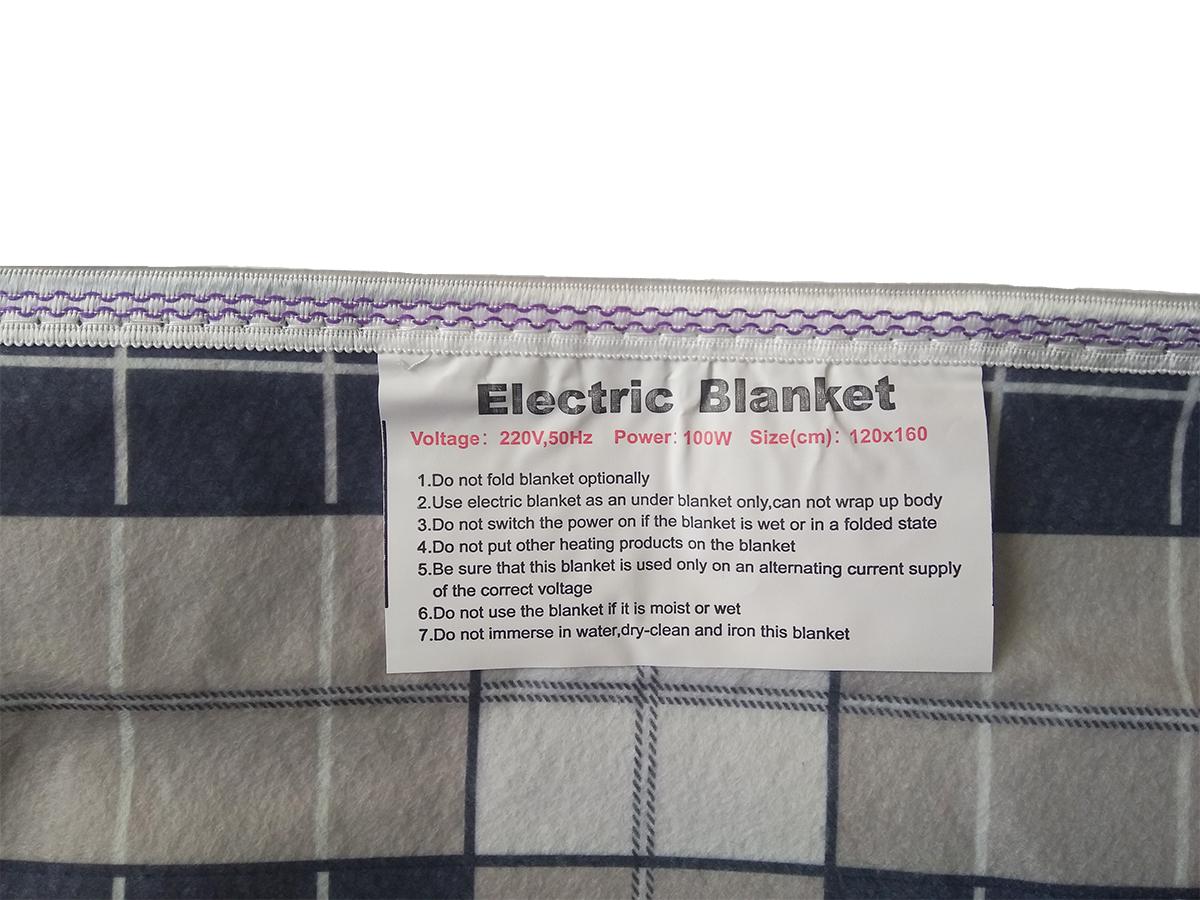 Electric Blanket
Voltage: 220V,50Hz Power: 100W Size(cm): 120x160
1.Do not fold blanket optionally
2.Use electric blanket as an under blanket only,can not wrap up body
3.Do not switch the power on if the blanket is wet or in a folded state
4.Do not put other heating products on the blanket
5.Be sure that this blanket is used only on an alternating current supply
of the correct voltage
6.Do not use the blanket if it is moist or wet
7.Do not immerse in water,dry-clean and iron this blanket